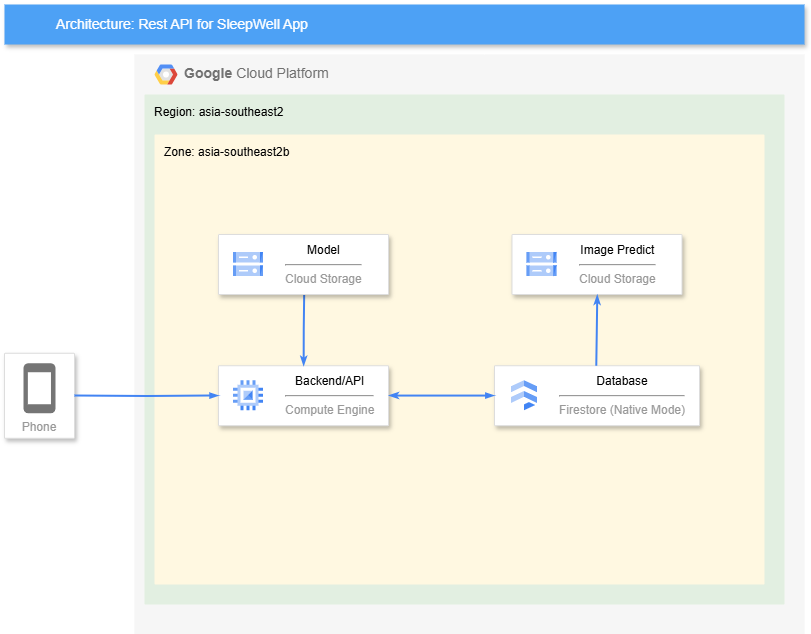 Architecture: Rest API for SleepWell App
Google Cloud Platform
Region: asia-southeast2
Zone: asia-southeast2b
Model
Cloud Storage
Image Predict
Cloud Storage
Backend/API
Compute Engine
Database
Firestore (Native Mode)
Phone